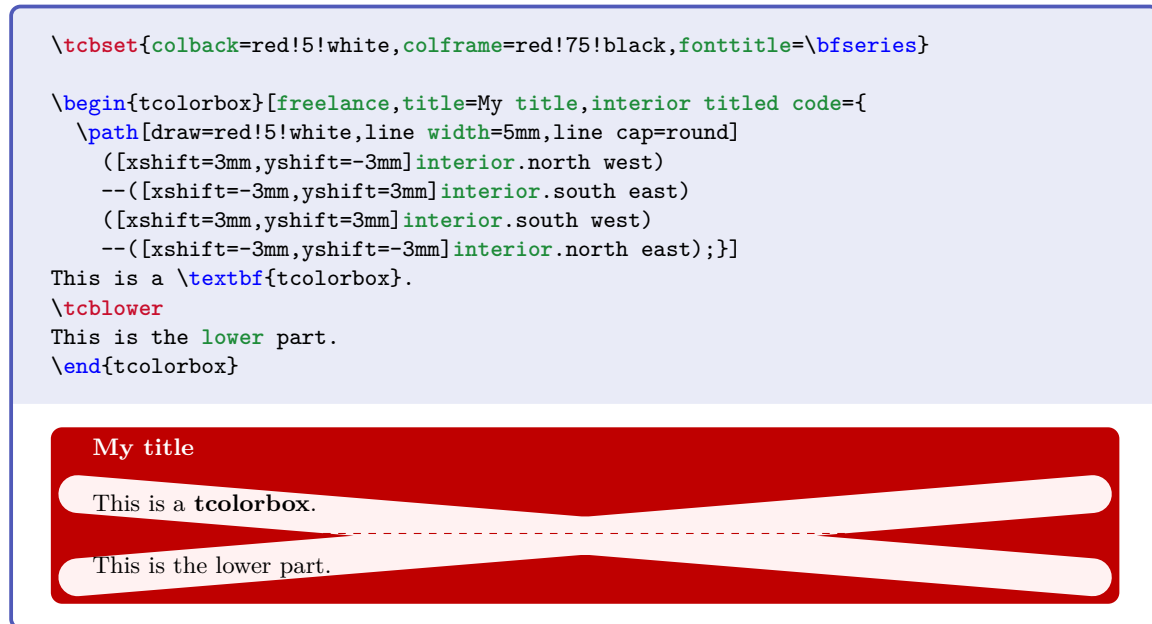 \tcbset{colback=red!5!white,colframe=red!75!black,fonttitle=\bfseries}
\begin{tcolorbox}[freelance,title=My title,interior titled code={
\path[draw=red!5!white,line width=5mm,line cap=round]
([xshift=3mm,yshift=-3mm]interior.north west)
--([xshift=-3mm,yshift=3mm]interior.south east)
([xshift=3mm,yshift=3mm]interior.south west)
--([xshift=-3mm,yshift=-3mm]interior.north east);}]
This is a \textbf{tcolorbox}.
\tcblower
This is the lower part.
\end{tcolorbox}
My title
This is a tcolorbox.
This is the lower part.